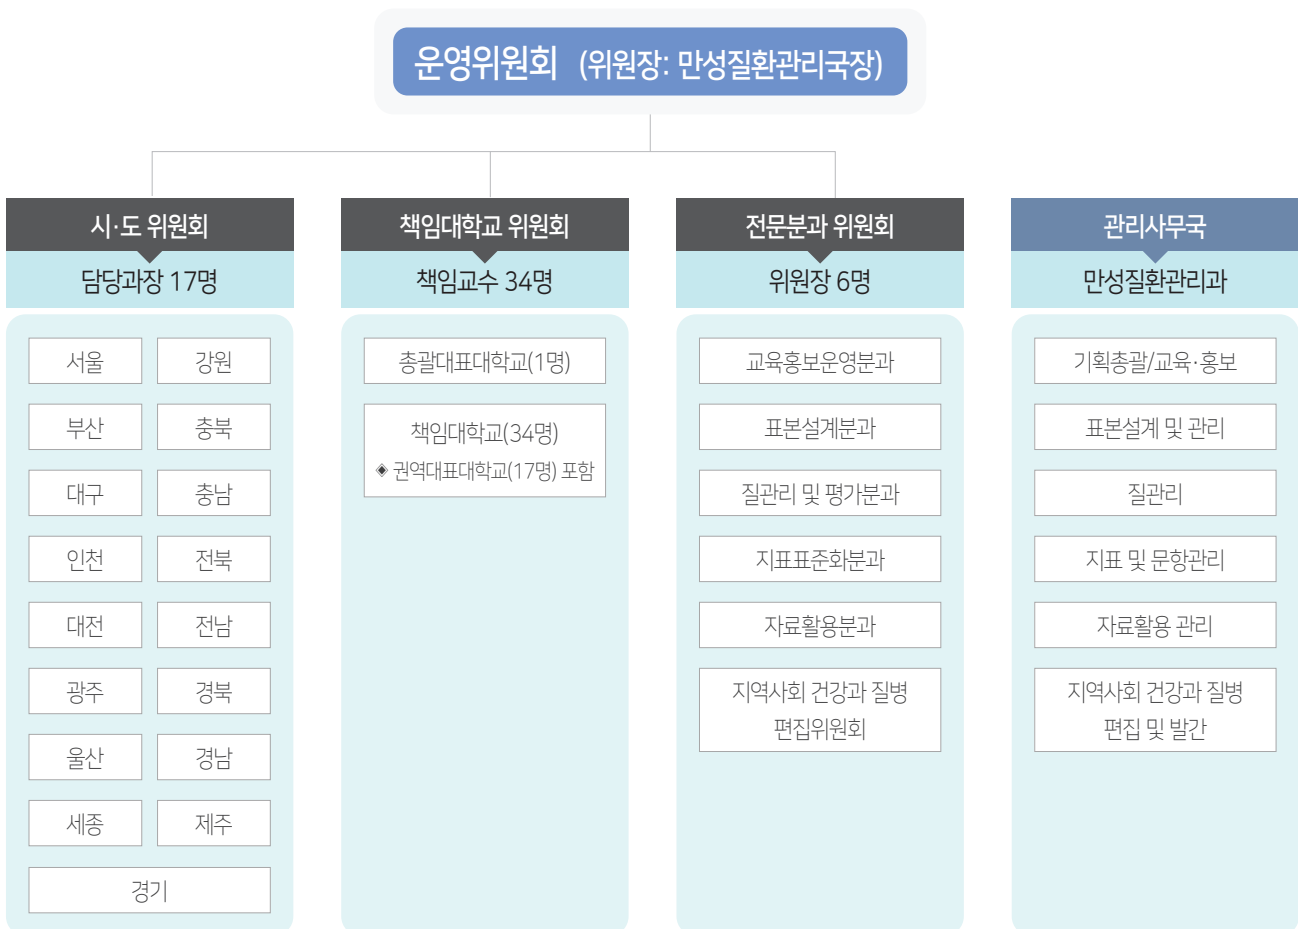 운영위원회 (위원장: 만성질환관리국장)
시·도 위원회
담당과장 17명
서울 강원
부산 충북
대구 충남
인천 전북
대전 전남
광주 경북
울산 경남
세종 제주
경기
책임대학교 위원회
책임교수 34명
총괄대표대학교(1명)
책임대학교(34명)
◈ 권역대표대학교(17명) 포함
전문분과 위원회
위원장 6명
교육홍보운영분과
표본설계분과
질관리 및 평가분과
지표표준화분과
자료활용분과
지역사회 건강과 질병
편집위원회
관리사무국
만성질환관리과
기획총괄/교육·홍보
표본설계 및 관리
질관리
지표 및 문항관리
자료활용 관리
지역사회 건강과 질병
편집 및 발간